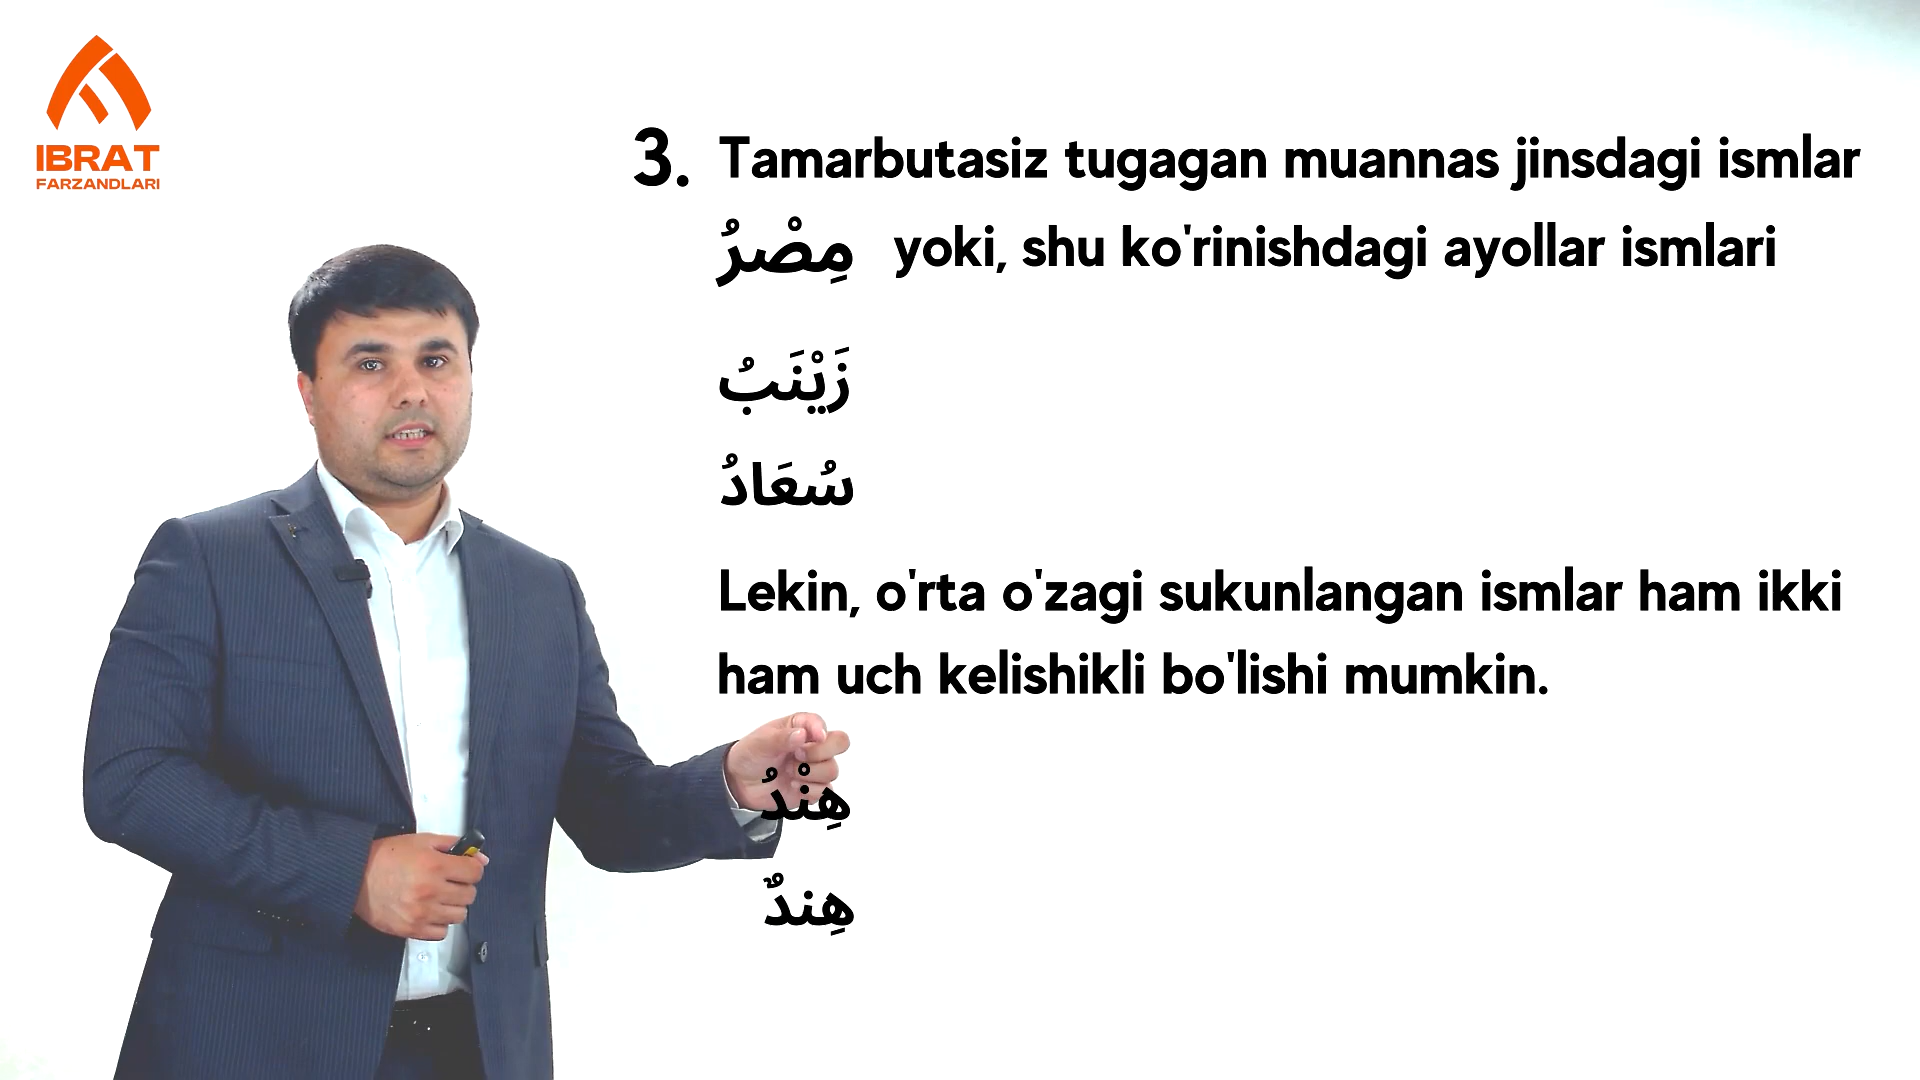 IBRAT
FARZANDLARI
3. Tamarbutasiz tugagan muannas jinsdagi ismlar
مِصْرُ yoki, shu ko'rinishdagi ayollar ismlari
زَيْنَبُ
سُعَادُ
Lekin, o'rta o'zagi sukunlangan ismlar ham ikki
ham uch kelishikli bo'lishi mumkin.
هِنْدُ
هِندٌ